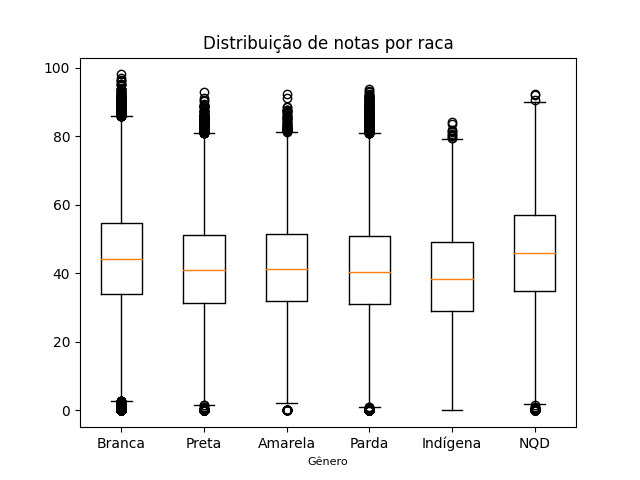 Distribuição de notas por raca
100
80
60
40
20
0
Branca Preta Amarela Parda Indígena NQD
Gênero